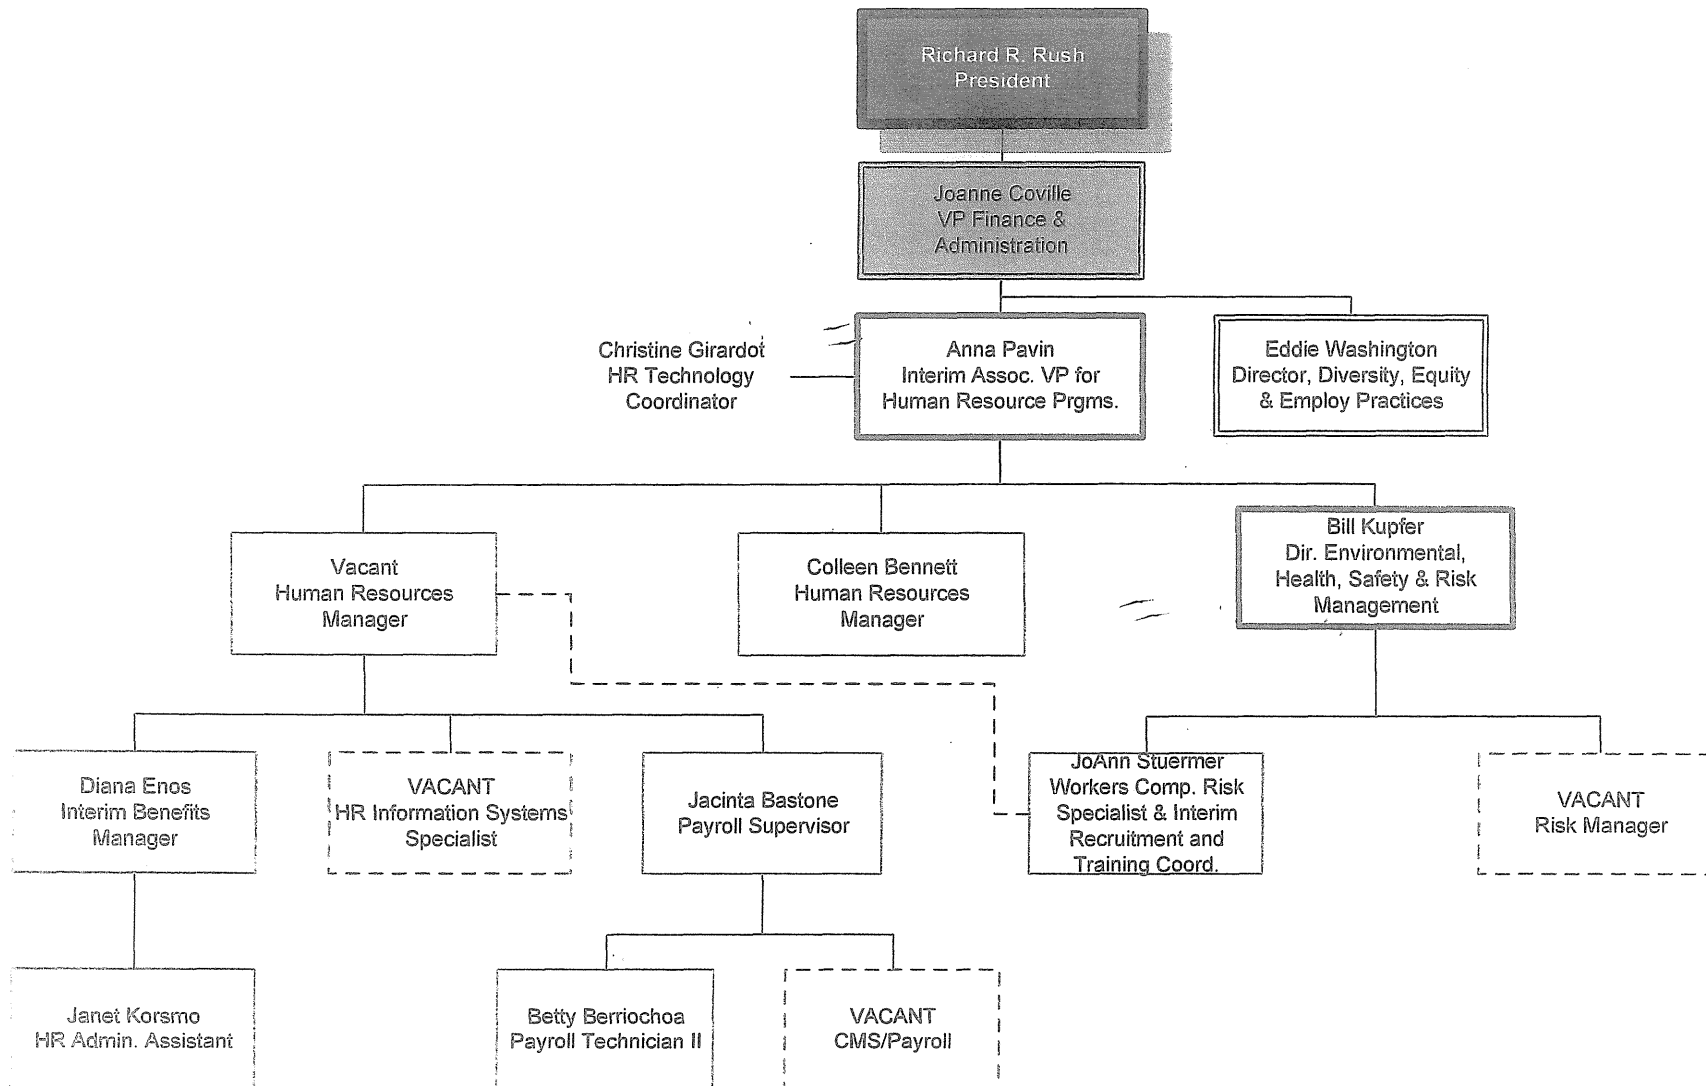 Richard R. Rush
President
Joanne Coville
VP Finance &
Administration
Christine Girardot
HR Technology
Coordinator
Anna Pavin
Interim Assoc. VP for
Human Resource Prgms.
Eddie Washington
Director, Diversity, Equity
& Employ Practices
Vacant
Human Resources
Manager
Colleen Bennett
Human Resources
Manager
Bill Kupfer
Dir. Environmental,
Health, Safety & Risk
Management
Diana Enos
Interim Benefits
Manager
VACANT
HR Information Systems
Specialist
Jacinta Bastone
Payroll Supervisor
JoAnn Stuermer
Workers Comp. Risk
Specialist & Interim
Recruitment and
Training Coord.
VACANT
Risk Manager
Janet Korsmo
HR Admin. Assistant
Betty Berriochoa
Payroll Technician II
VACANT
CMS/Payroll